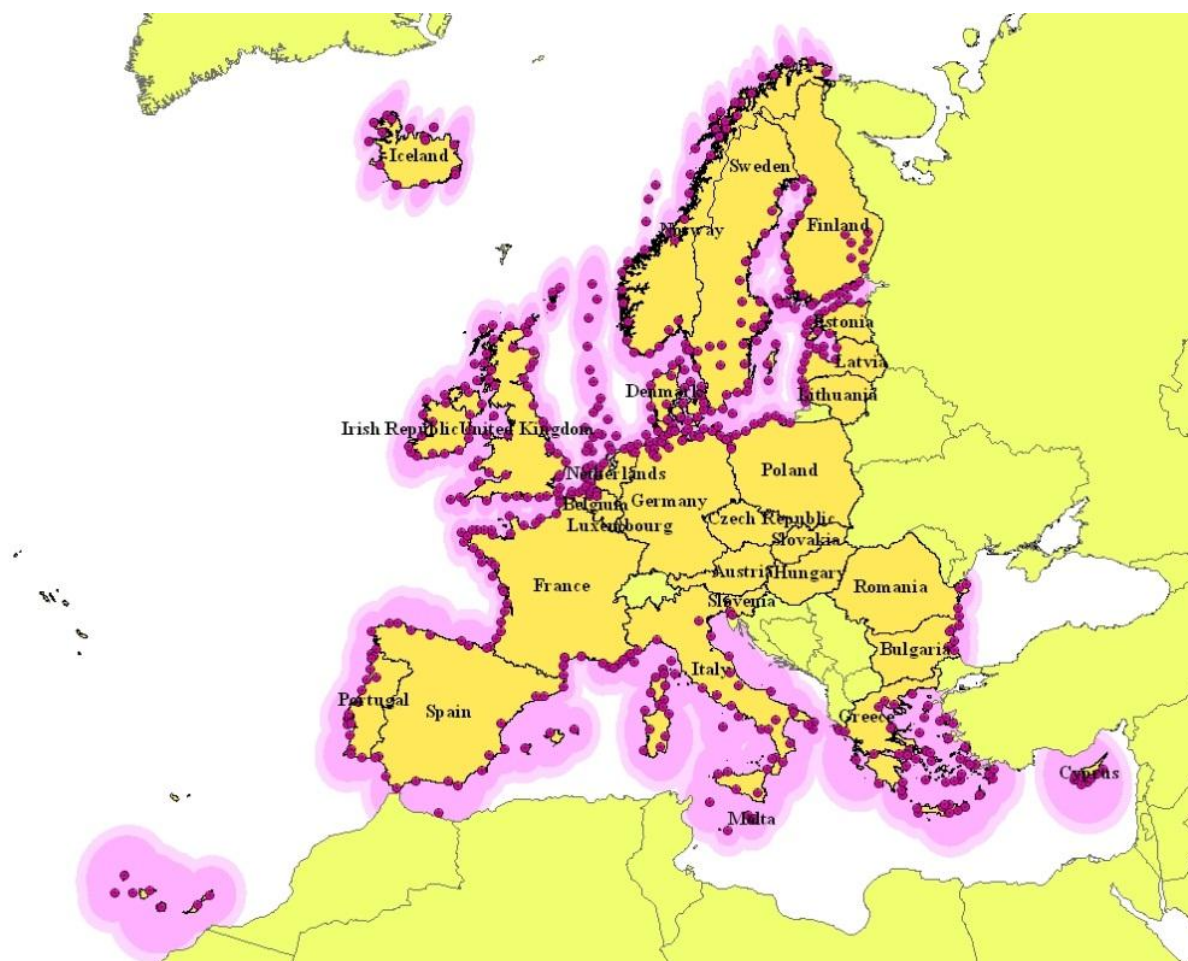 Iceland
Sweden
Norway
Finland
Estonia
Latvia
Denmark
Lithuania
Irish Republic
United Kingdom
Netherlands
Poland
Belgium
Germany
Luxembourg
Czech Republic
Slovakia
Austria
Hungary
France
Romania
Slovenia
Bulgaria
Italy
Portugal
Spain
Greece
Cyprus
Malta